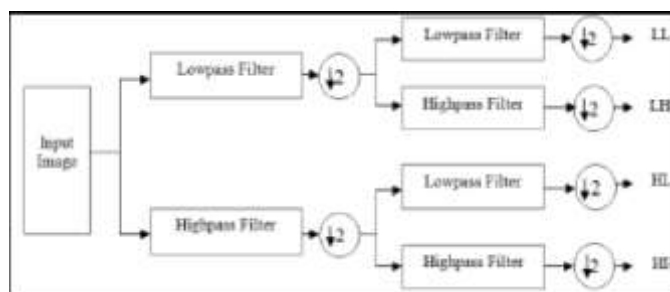 Lowpass Filter ↓2 LL
Lowpass Filter ↓2
Highpass Filter ↓2 LH
Input
Image
Lowpass Filter ↓2 HL
Highpass Filter ↓2
Highpass Filter ↓2